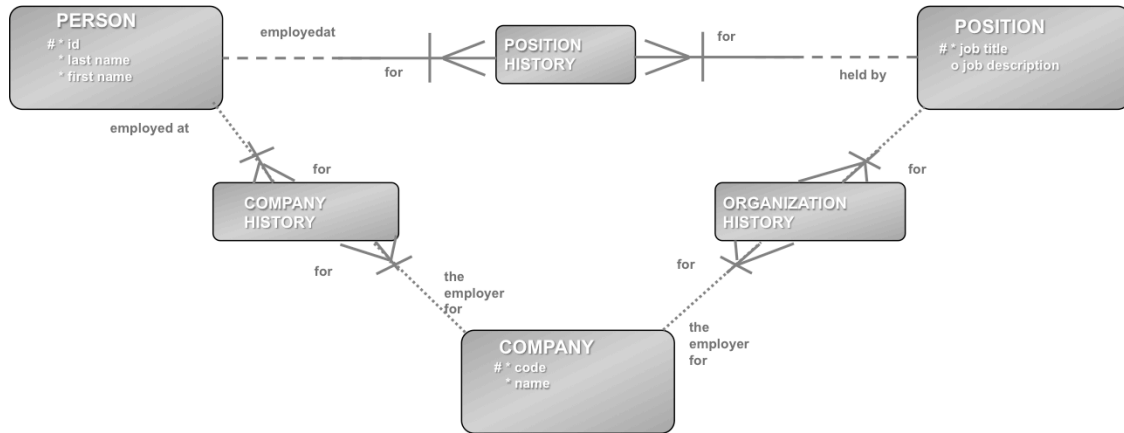 PERSON
# * id
* last name
* first name
employedat
for
POSITION
HISTORY
for
held by
POSITION
# * job title
o job description
employed at
for
COMPANY
HISTORY
for
the
employer
for
for
ORGANIZATION
HISTORY
for
the
employer
for
COMPANY
# * code
* name